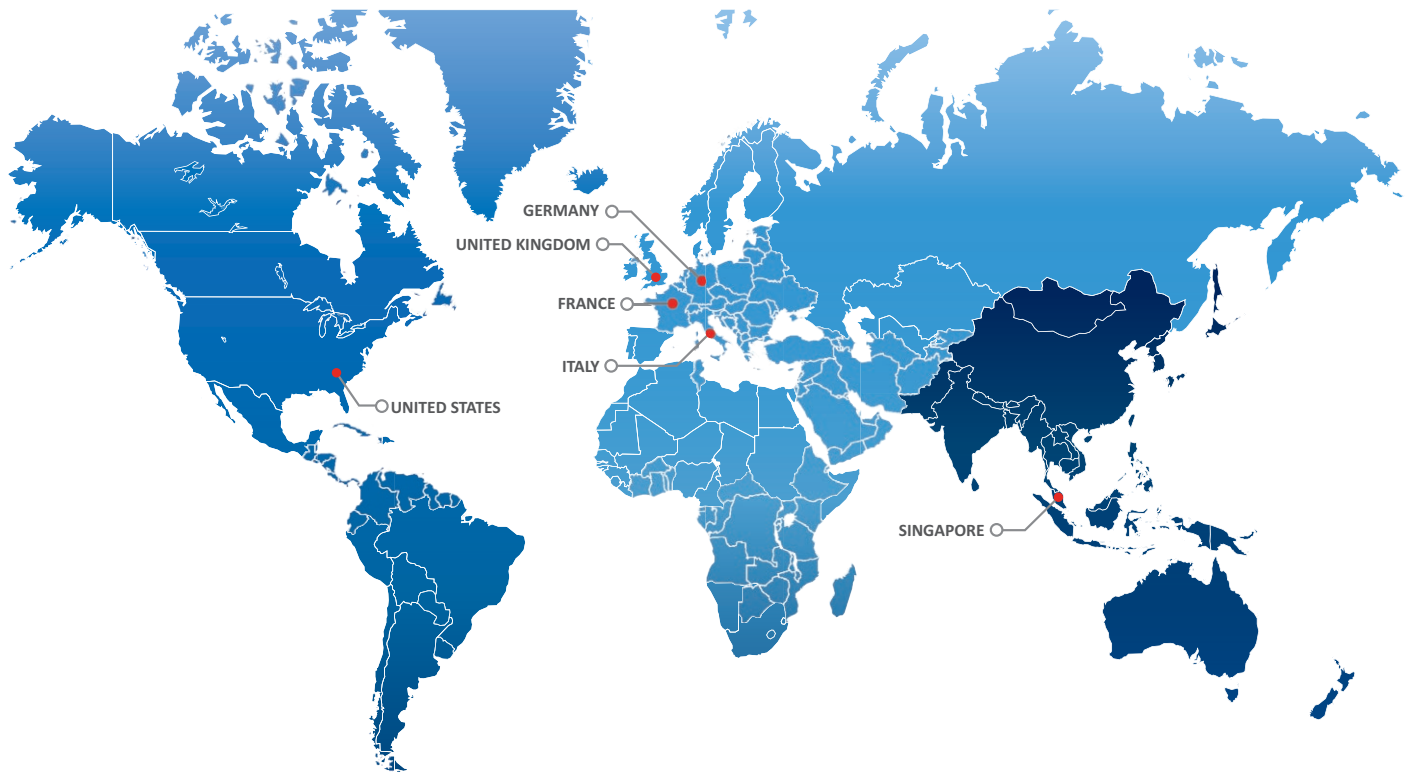 GERMANY
UNITED KINGDOM
FRANCE
ITALY
UNITED STATES
SINGAPORE